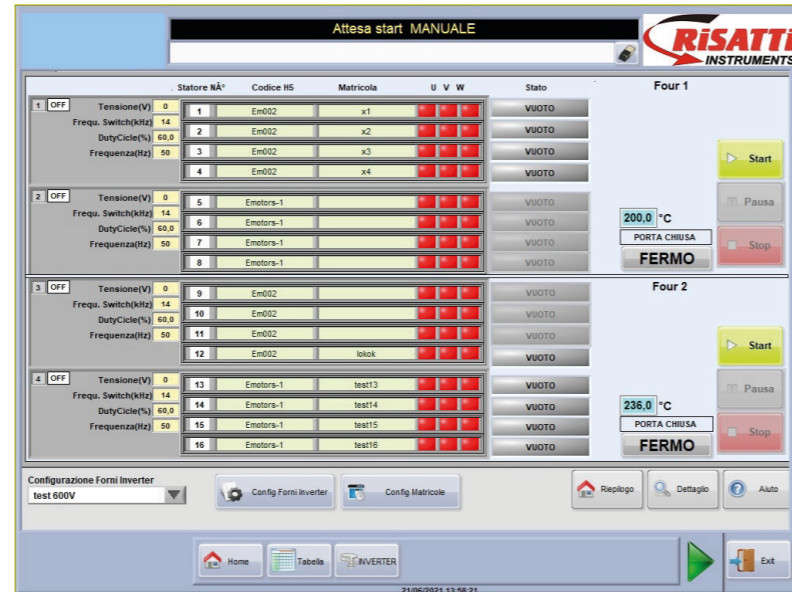 Attesa start MANUALE
RiSATTi
INSTRUMENTS
Statore NÂ° Codice H5 Matricola U V W Stato Four 1
1 OFF Tensione(V) 0 1 Em002 x1 VUOTO
Frequ. Switch(kHz) 14 2 Em002 x2 VUOTO
DutyCicle(%) 60,0 3 Em002 x3 VUOTO
Frequenza(Hz) 50 4 Em002 x4 VUOTO
Start
2 OFF Tensione(V) 0 5 Emotors-1 VUOTO
Frequ. Switch(kHz) 14 6 Emotors-1 VUOTO
DutyCicle(%) 60,0 7 Emotors-1 VUOTO
Frequenza(Hz) 50 8 Emotors-1 VUOTO
Pausa
200,0 °C
PORTA CHIUSA
Stop
FERMO
3 OFF Tensione(V) 0 9 Em002 VUOTO Four 2
Frequ. Switch(kHz) 14 10 Em002 VUOTO
DutyCicle(%) 60,0 11 Em002 VUOTO
Frequenza(Hz) 50 12 Em002 lokok VUOTO
Start
4 OFF Tensione(V) 0 13 Emotors-1 test13 VUOTO
Frequ. Switch(kHz) 14 14 Emotors-1 test14 VUOTO
DutyCicle(%) 60,0 15 Emotors-1 test15 VUOTO
Frequenza(Hz) 50 16 Emotors-1 test16 VUOTO
Pausa
236,0 °C
PORTA CHIUSA
Stop
FERMO
Configurazione Forni Inverter
test 600V
Config Forni Inverter
Config Matricole
Riepilogo
Dettaglio
Aiuto
Home
Tabella
INVERTER
Exit
21/06/2021 13:58:21